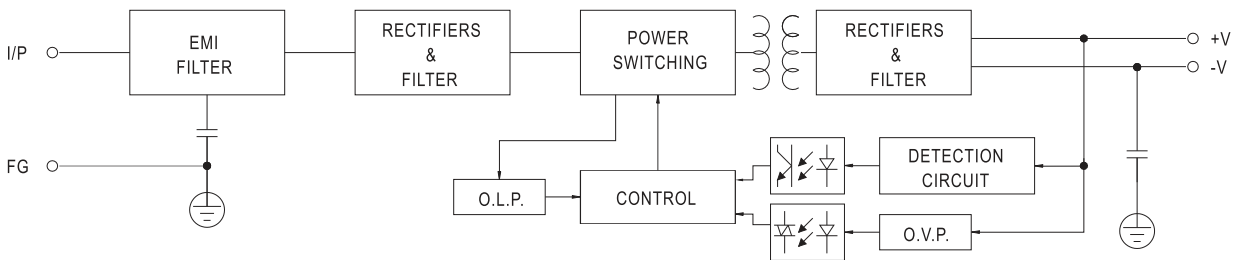 I/P
EMI
FILTER
RECTIFIERS
&
FILTER
POWER
SWITCHING
RECTIFIERS
&
FILTER
+V
-V
FG
O.L.P.
CONTROL
DETECTION
CIRCUIT
O.V.P.